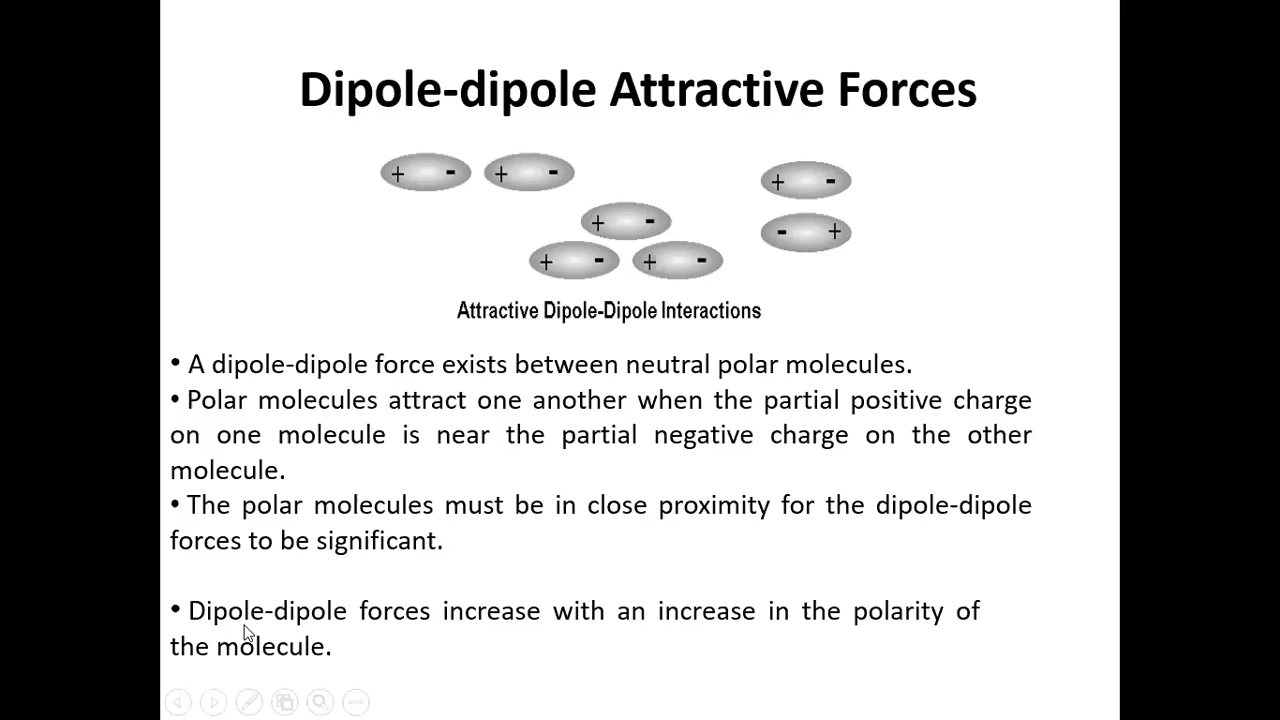 Dipole-dipole Attractive Forces
+ - + - + -
+ - - +
+ - + -
Attractive Dipole-Dipole Interactions
• A dipole-dipole force exists between neutral polar molecules.
• Polar molecules attract one another when the partial positive charge
on one molecule is near the partial negative charge on the other
molecule.
• The polar molecules must be in close proximity for the dipole-dipole
forces to be significant.
• Dipole-dipole forces increase with an increase in the polarity of
the molecule.